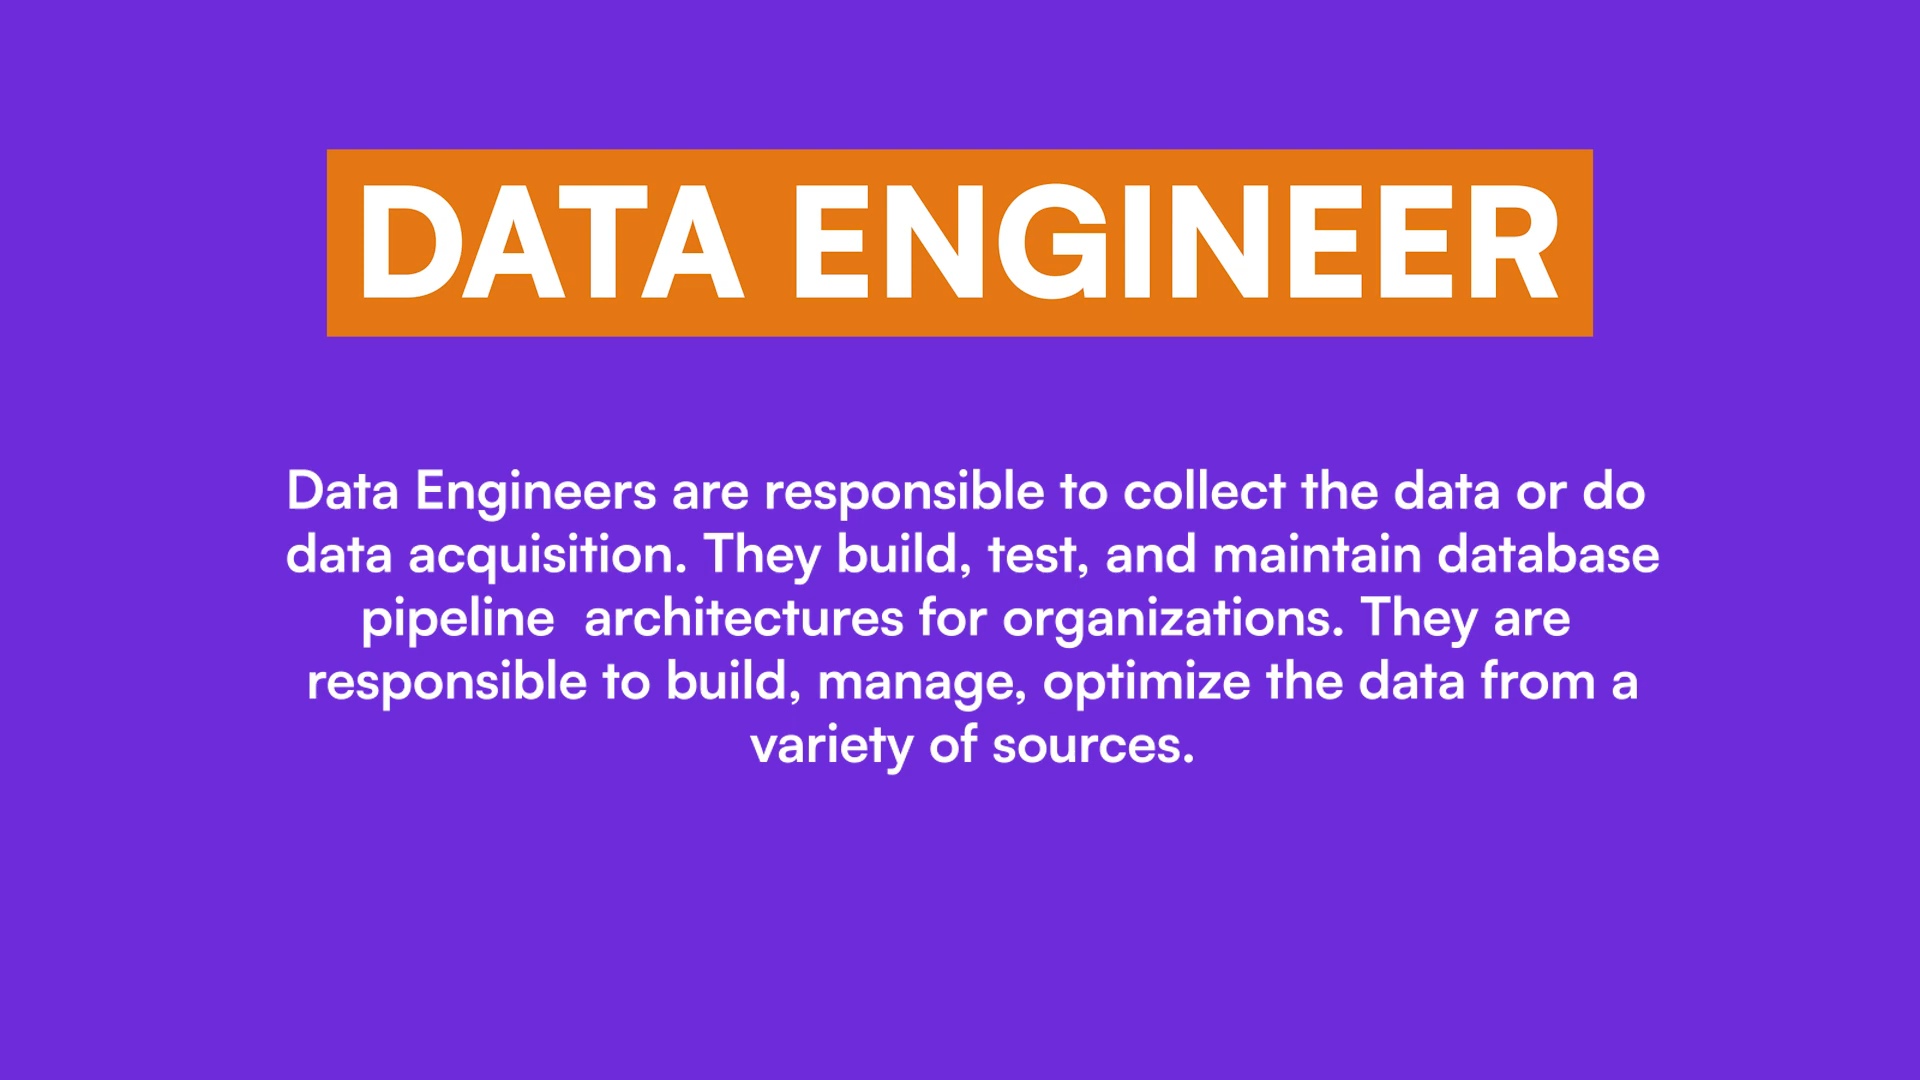 DATA ENGINEER
Data Engineers are responsible to collect the data or do
data acquisition. They build, test, and maintain database
pipeline  architectures for organizations. They are
responsible to build, manage, optimize the data from a
variety of sources.